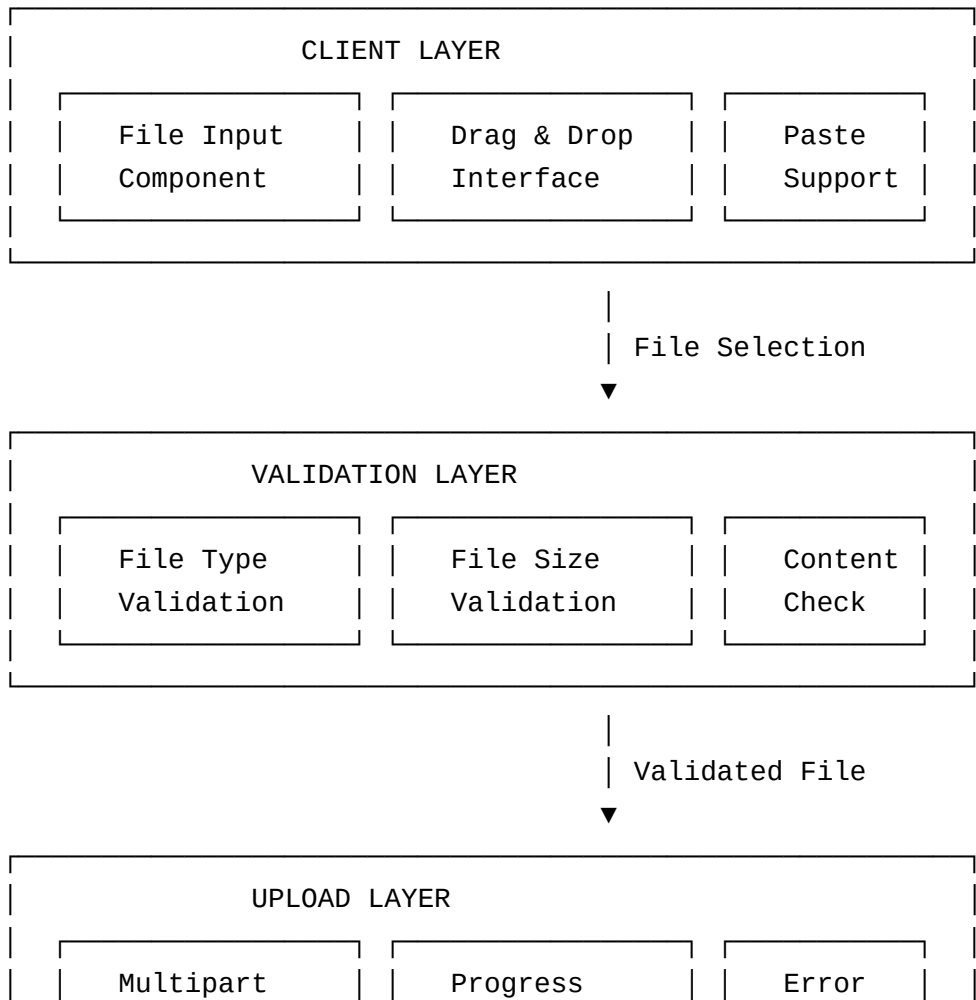 CLIENT LAYER
File Input Drag & Drop Paste
Component Interface Support
│ File Selection
▼
VALIDATION LAYER
File Type File Size Content
Validation Validation Check
│ Validated File
▼
UPLOAD LAYER
Multipart Progress Error